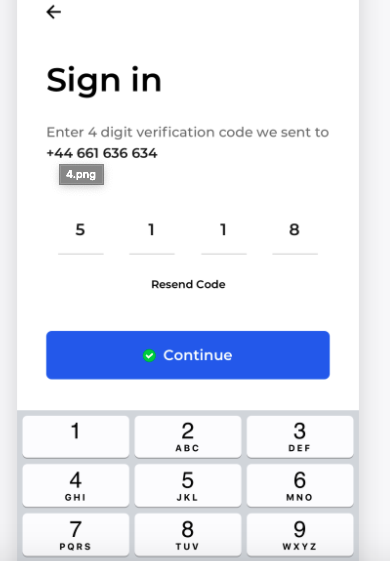 Sign in
Enter 4 digit verification code we sent to
+44 661 636 634
4.png
5 1 1 8
Resend Code
Continue
1 2 3
ABC DEF
4 5 6
GHI JKL MNO
7 8 9
PQRS TUV WXYZ